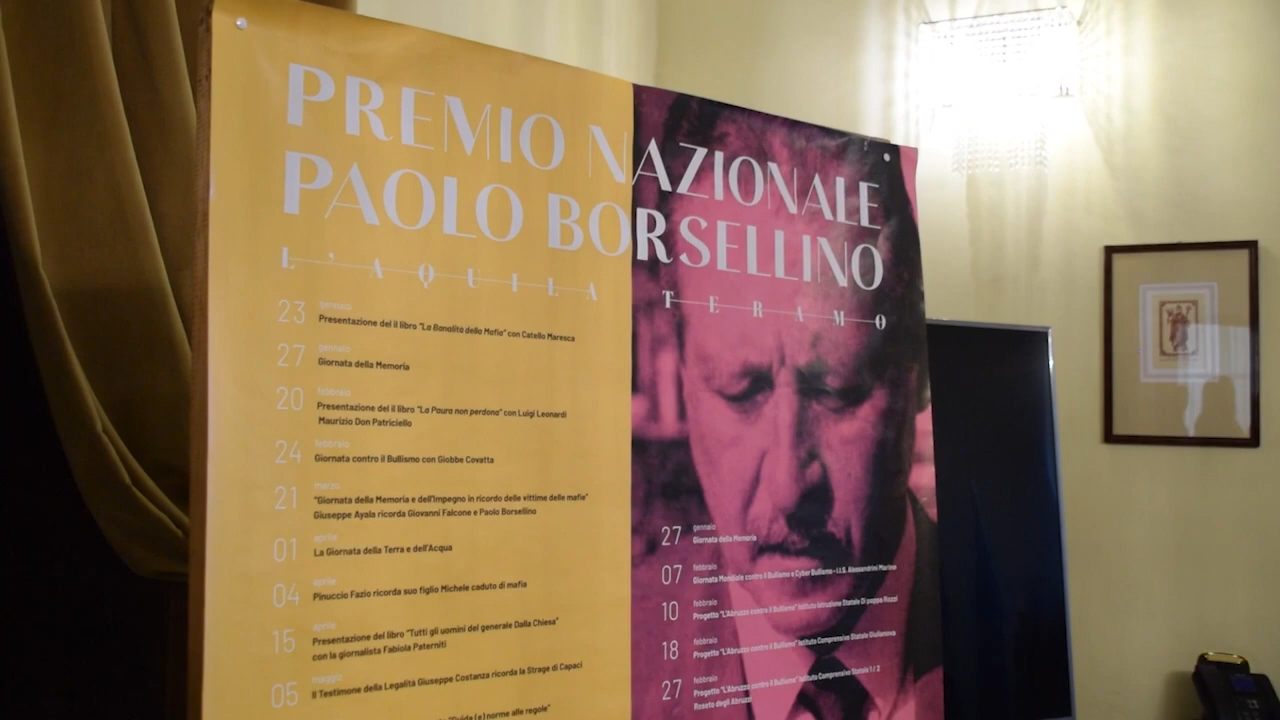 PREMIO NAZIONALE
PAOLO BORSELLINO
L'AQUILA
23 gennaio
Presentazione del il libro "La Banalità della Mafia" con Catello Maresca
27 gennaio
Giornata della Memoria
20 febbraio
Presentazione del il libro "La Paura non perdona" con Luigi Leonardi
Maurizio Don Patriciello
24 febbraio
Giornata contro il Bullismo con Giobbe Covatta
21 marzo
"Giornata della Memoria e dell'Impegno in ricordo delle vittime delle mafie"
Giuseppe Ayala ricorda Giovanni Falcone e Paolo Borsellino
01 aprile
La Giornata della Terra e dell'Acqua
04 aprile
Pinuccio Fazio ricorda suo figlio Michele caduto di mafia
15 aprile
Presentazione del libro "Tutti gli uomini del generale Dalla Chiesa"
con la giornalista Fabiola Paterniti
05 maggio
Il Testimone della Legalità Giuseppe Costanza ricorda la Strage di Capaci
"Guida (e) norme alle regole"
TERAMO
27 gennaio
Giornata della Memoria
07 febbraio
Giornata Mondiale contro il Bullismo e Cyber Bullismo - I.I.S. Alessandrini Marino
10 febbraio
Progetto "L'Abruzzo contro il Bullismo" Istituto Istruzione Statale Di poppa Rozzi
18 febbraio
Progetto "L'Abruzzo contro il Bullismo" Istituto Comprensivo Statale Giulianova
27 febbraio
Progetto "L'Abruzzo contro il Bullismo" Istituto Comprensivo Statale 1 / 2
Roseto degli Abruzzi